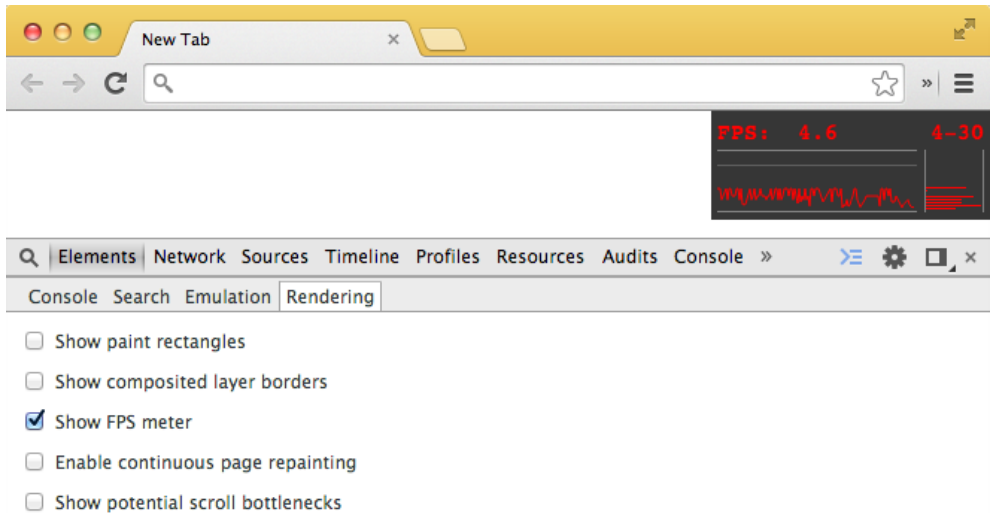 New Tab ×
»
FPS: 4.6 4-30
Elements Network Sources Timeline Profiles Resources Audits Console » ×
Console Search Emulation Rendering
Show paint rectangles
Show composited layer borders
Show FPS meter
Enable continuous page repainting
Show potential scroll bottlenecks